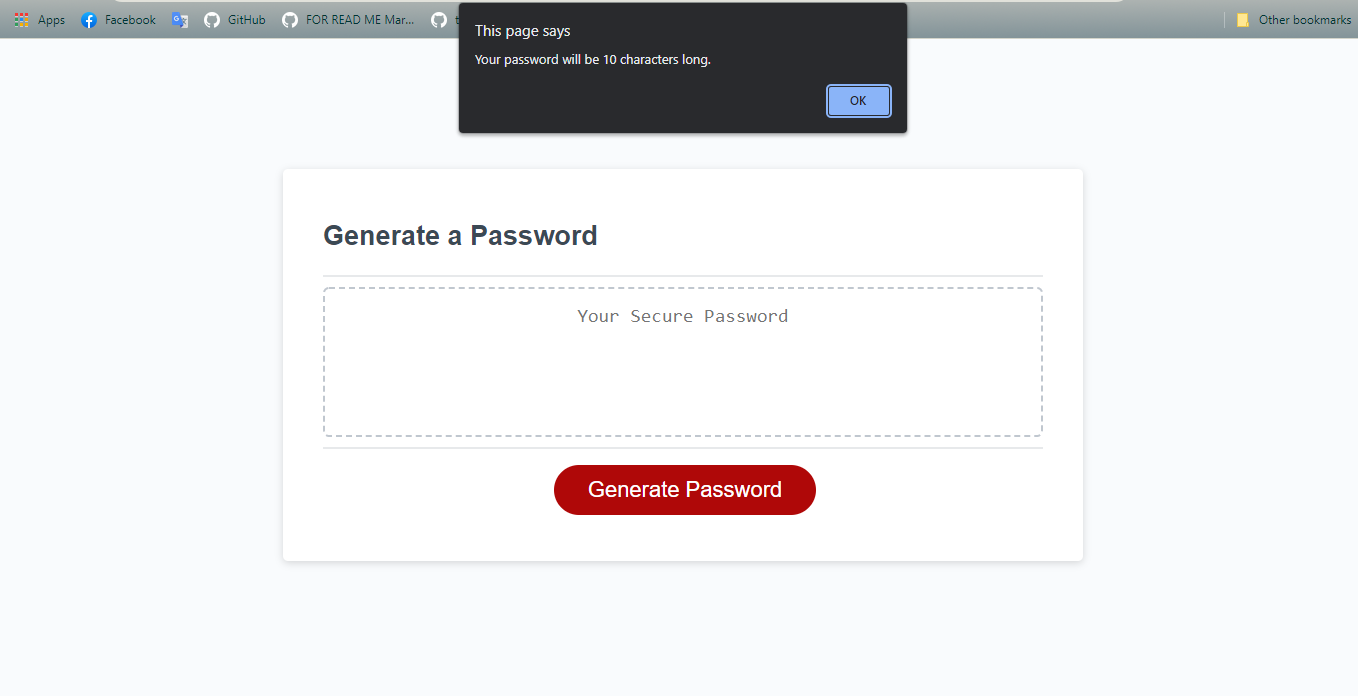 Apps Facebook GitHub FOR READ ME Mar... Other bookmarks
This page says
Your password will be 10 characters long.
OK
Generate a Password
Your Secure Password
Generate Password